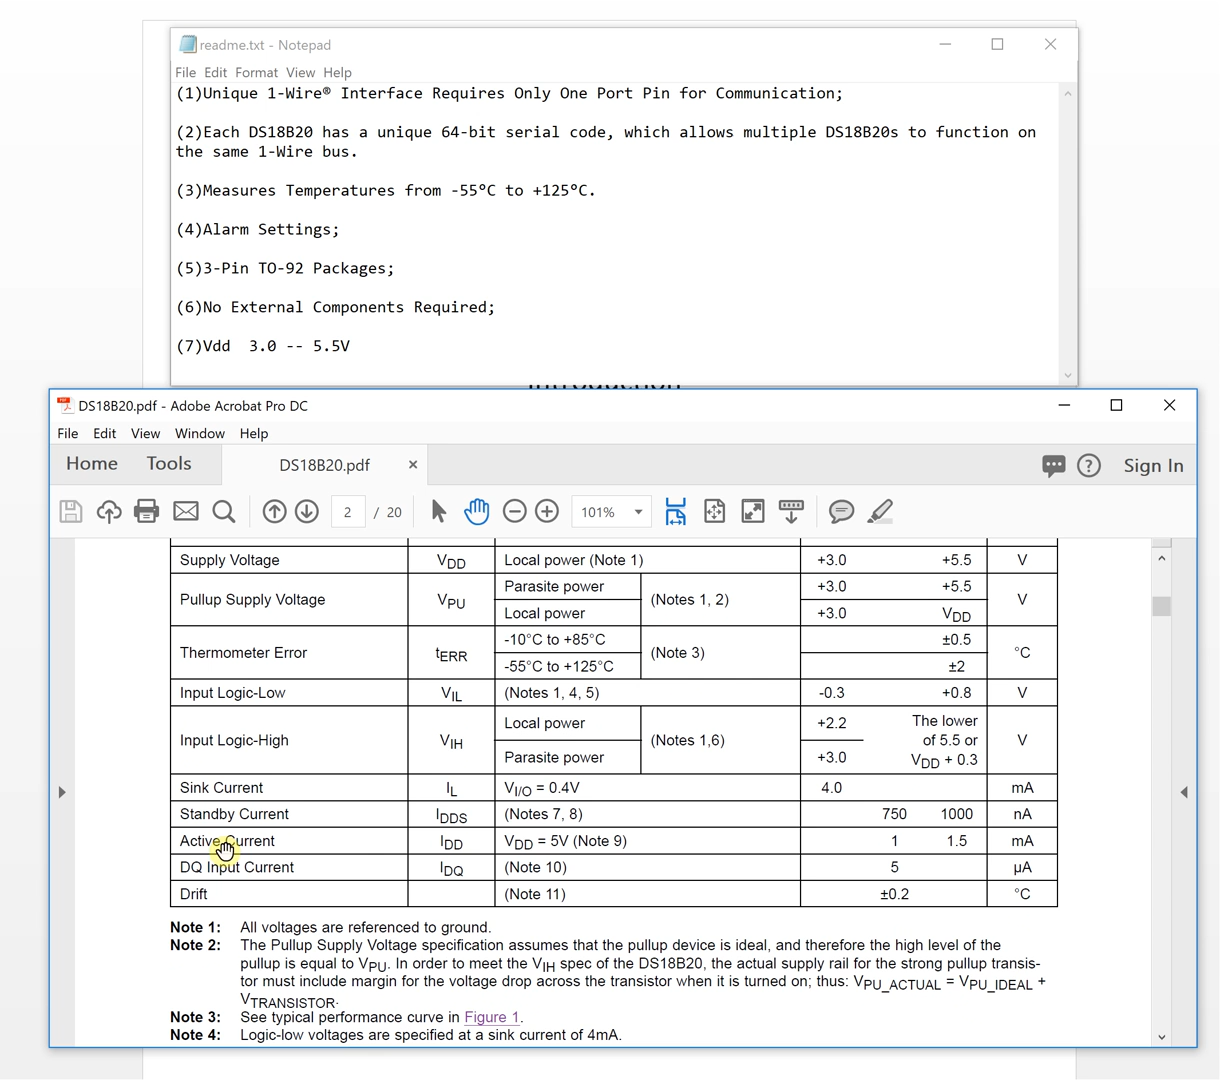 readme.txt - Notepad
File Edit Format View Help
(1)Unique 1-Wire® Interface Requires Only One Port Pin for Communication;
(2)Each DS18B20 has a unique 64-bit serial code, which allows multiple DS18B20s to function on
the same 1-Wire bus.
(3)Measures Temperatures from -55°C to +125°C.
(4)Alarm Settings;
(5)3-Pin TO-92 Packages;
(6)No External Components Required;
(7)Vdd  3.0 -- 5.5V
DS18B20.pdf - Adobe Acrobat Pro DC
File Edit View Window Help
Home Tools DS18B20.pdf × Sign In
2 / 20 101%
Supply Voltage VDD Local power (Note 1) +3.0 +5.5 V
Pullup Supply Voltage VPU Parasite power (Notes 1, 2) +3.0 +5.5 V
Local power +3.0 VDD
Thermometer Error tERR -10°C to +85°C (Note 3) ±0.5 °C
-55°C to +125°C ±2
Input Logic-Low VIL (Notes 1, 4, 5) -0.3 +0.8 V
Input Logic-High VIH Local power (Notes 1,6) +2.2 The lower
of 5.5 or V
Parasite power +3.0 VDD + 0.3
Sink Current IL VI/O = 0.4V 4.0 mA
Standby Current IDDS (Notes 7, 8) 750 1000 nA
Active Current IDD VDD = 5V (Note 9) 1 1.5 mA
DQ Input Current IDQ (Note 10) 5 µA
Drift (Note 11) ±0.2 °C
Note 1: All voltages are referenced to ground.
Note 2: The Pullup Supply Voltage specification assumes that the pullup device is ideal, and therefore the high level of the
pullup is equal to VPU. In order to meet the VIH spec of the DS18B20, the actual supply rail for the strong pullup transis-
tor must include margin for the voltage drop across the transistor when it is turned on; thus: VPU_ACTUAL = VPU_IDEAL +
VTRANSISTOR.
Note 3: See typical performance curve in Figure 1.
Note 4: Logic-low voltages are specified at a sink current of 4mA.